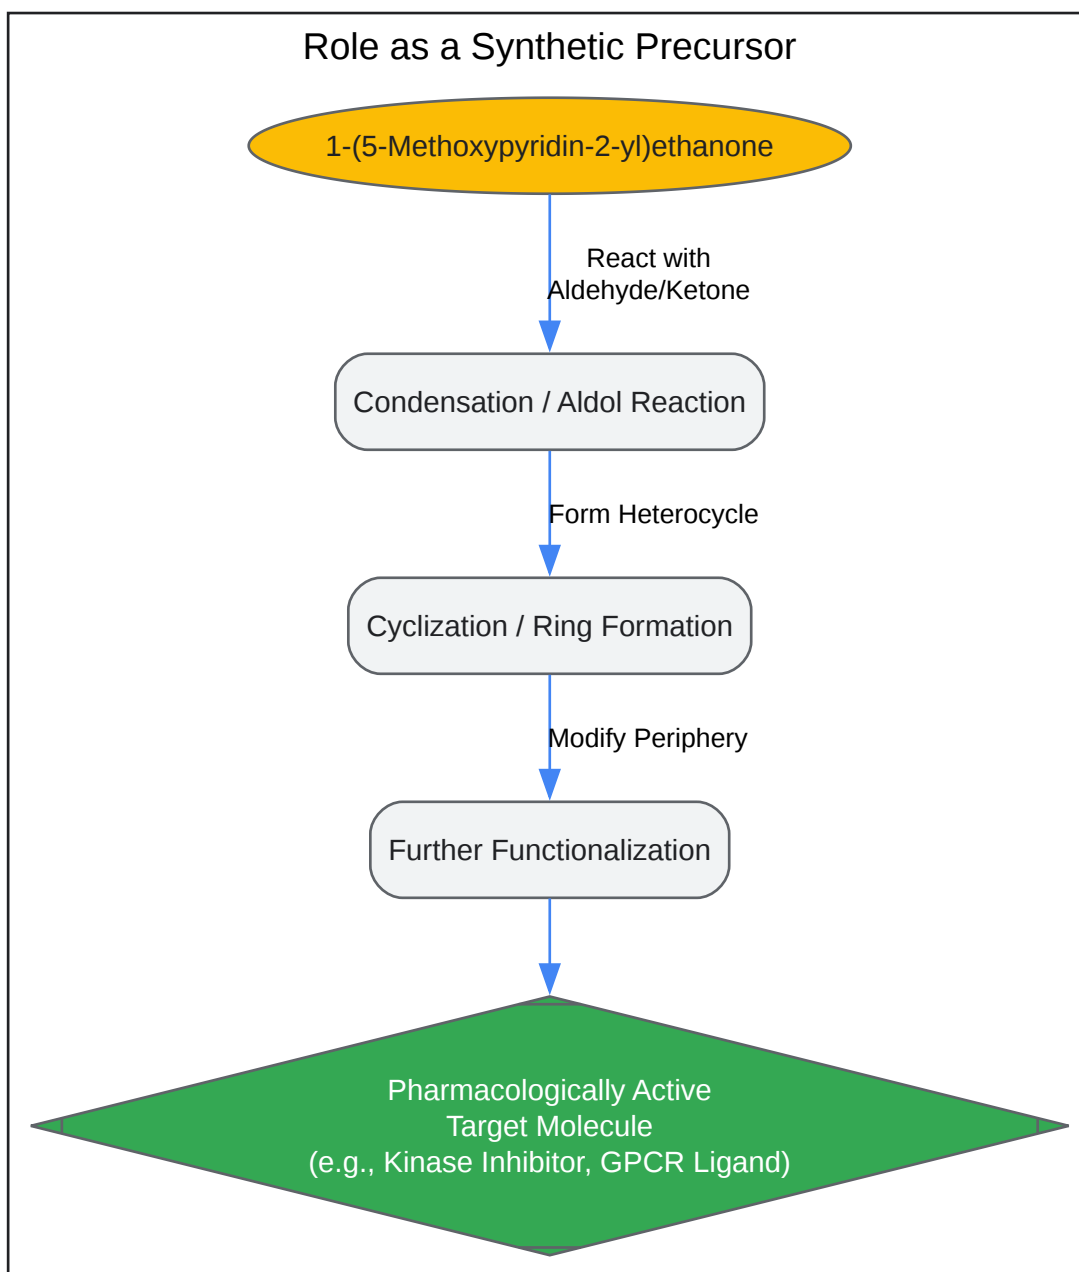 Role as a Synthetic Precursor
1-(5-Methoxypyridin-2-yl)ethanone
React with
Aldehyde/Ketone
Condensation / Aldol Reaction
Form Heterocycle
Cyclization / Ring Formation
Modify Periphery
Further Functionalization
Pharmacologically Active
Target Molecule
(e.g., Kinase Inhibitor, GPCR Ligand)